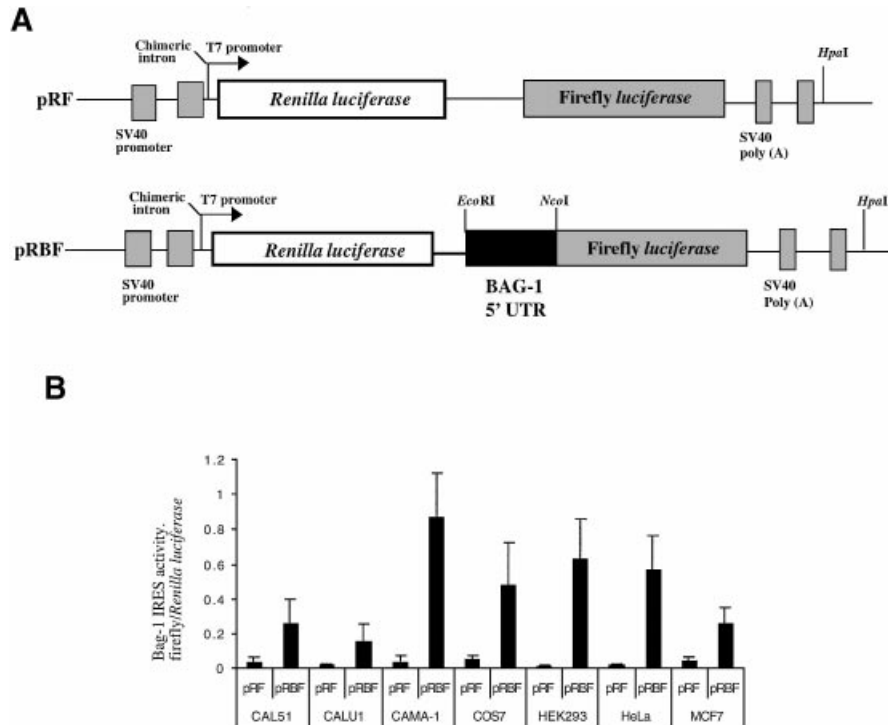 A
Chimeric intron
T7 promoter
HpaI
pRF
Renilla luciferase
Firefly luciferase
SV40 promoter
SV40 poly (A)
Chimeric intron
T7 promoter
EcoRI
NcoI
HpaI
pRBF
Renilla luciferase
Firefly luciferase
SV40 promoter
BAG-1
5' UTR
SV40 Poly (A)
B
Bag-1 IRES activity.
firefly/Renilla luciferase
1.2
1
0.8
0.6
0.4
0.2
0
pRF pRBF pRF pRBF pRF pRBF pRF pRBF pRF pRBF pRF pRBF pRF pRBF
CAL51 CALU1 CAMA-1 COS7 HEK293 HeLa MCF7